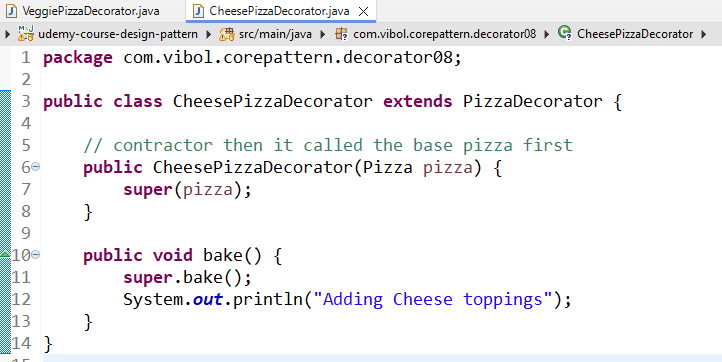 VeggiePizzaDecorator.java CheesePizzaDecorator.java
udemy-course-design-pattern src/main/java com.vibol.corepattern.decorator08 CheesePizzaDecorator
1 package com.vibol.corepattern.decorator08;
2
3 public class CheesePizzaDecorator extends PizzaDecorator {
4
5 // contractor then it called the base pizza first
6 public CheesePizzaDecorator(Pizza pizza) {
7 super(pizza);
8 }
9
10 public void bake() {
11 super.bake();
12 System.out.println("Adding Cheese toppings");
13 }
14 }
15